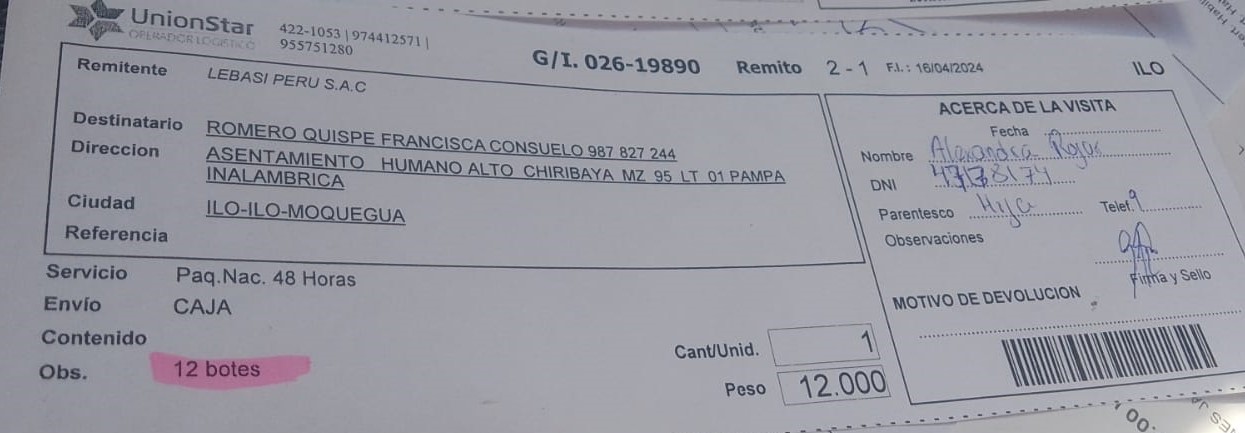 UnionStar
OPERADOR LOGISTICO
422-1053 | 974412571 |
955751280
G/I. 026-19890 Remito 2 - 1 F.I.: 16/04/2024 ILO
Remitente LEBASI PERU S.A.C
Destinatario ROMERO QUISPE FRANCISCA CONSUELO 987 827 244
Direccion ASENTAMIENTO HUMANO ALTO CHIRIBAYA MZ 95 LT 01 PAMPA
INALAMBRICA
Ciudad ILO-ILO-MOQUEGUA
Referencia
Servicio Paq.Nac. 48 Horas
Envío CAJA
Contenido
Obs. 12 botes
Cant/Unid. 1
Peso 12.000
ACERCA DE LA VISITA
Fecha
Nombre Alexandra Rojas
DNI
Parentesco Hija Telef. 9
Observaciones
Firma y Sello
MOTIVO DE DEVOLUCION